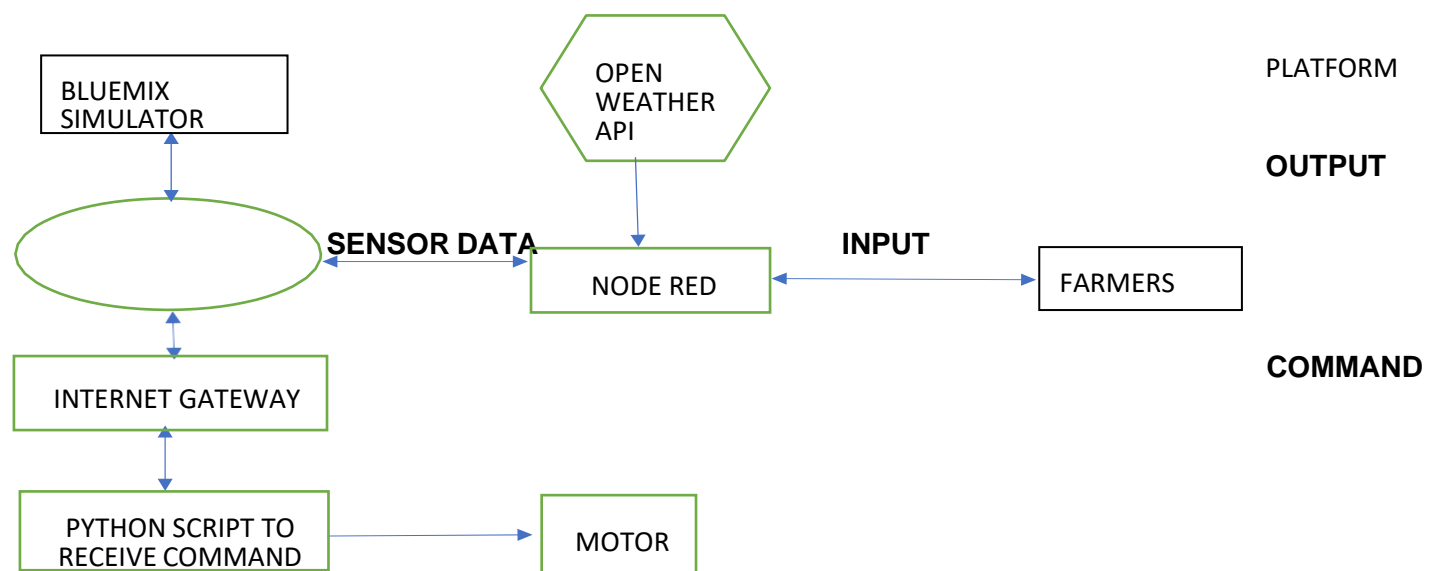 BLUEMIX
SIMULATOR
OPEN
WEATHER
API
PLATFORM
OUTPUT
SENSOR DATA
INPUT
NODE RED
FARMERS
COMMAND
INTERNET GATEWAY
PYTHON SCRIPT TO
RECEIVE COMMAND
MOTOR